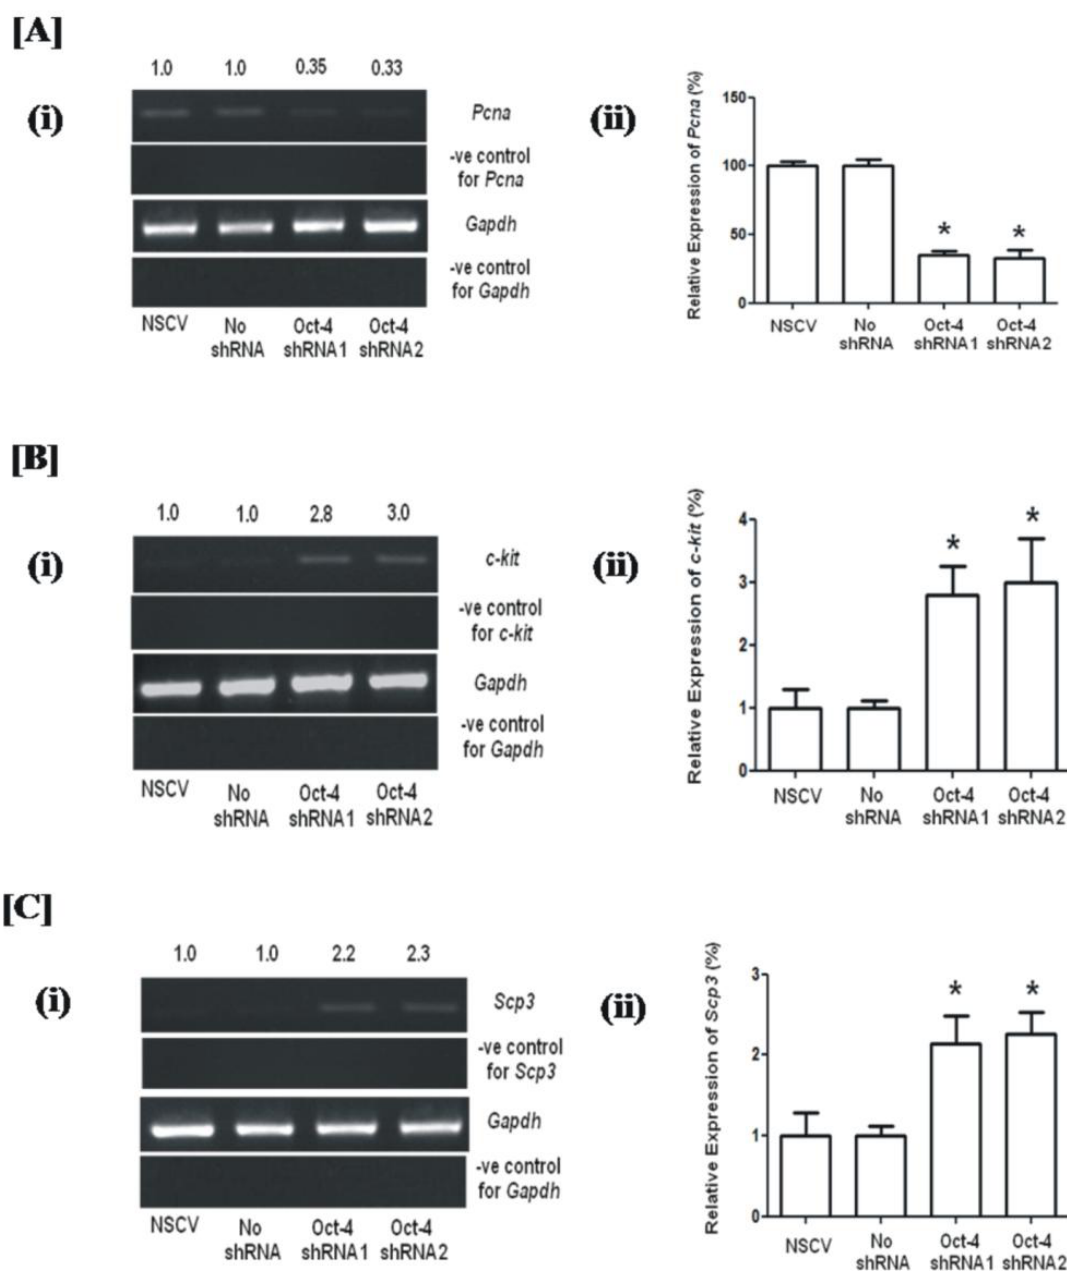 [A]
(i)
1.0 1.0 0.35 0.33
Pcna
-ve control
for Pcna
Gapdh
-ve control
for Gapdh
NSCV No Oct-4 Oct-4
shRNA shRNA1 shRNA2
(ii)
Relative Expression of Pcna (%)
150
100
50
0
* *
NSCV No Oct-4 Oct-4
shRNA shRNA1 shRNA2
[B]
(i)
1.0 1.0 2.8 3.0
c-kit
-ve control
for c-kit
Gapdh
-ve control
for Gapdh
NSCV No Oct-4 Oct-4
shRNA shRNA1 shRNA2
(ii)
Relative Expression of c-kit (%)
4
3
2
1
0
* *
NSCV No Oct-4 Oct-4
shRNA shRNA1 shRNA2
[C]
(i)
1.0 1.0 2.2 2.3
Scp3
-ve control
for Scp3
Gapdh
-ve control
for Gapdh
NSCV No Oct-4 Oct-4
shRNA shRNA1 shRNA2
(ii)
Relative Expression of Scp3 (%)
3
2
1
0
* *
NSCV No Oct-4 Oct-4
shRNA shRNA1 shRNA2